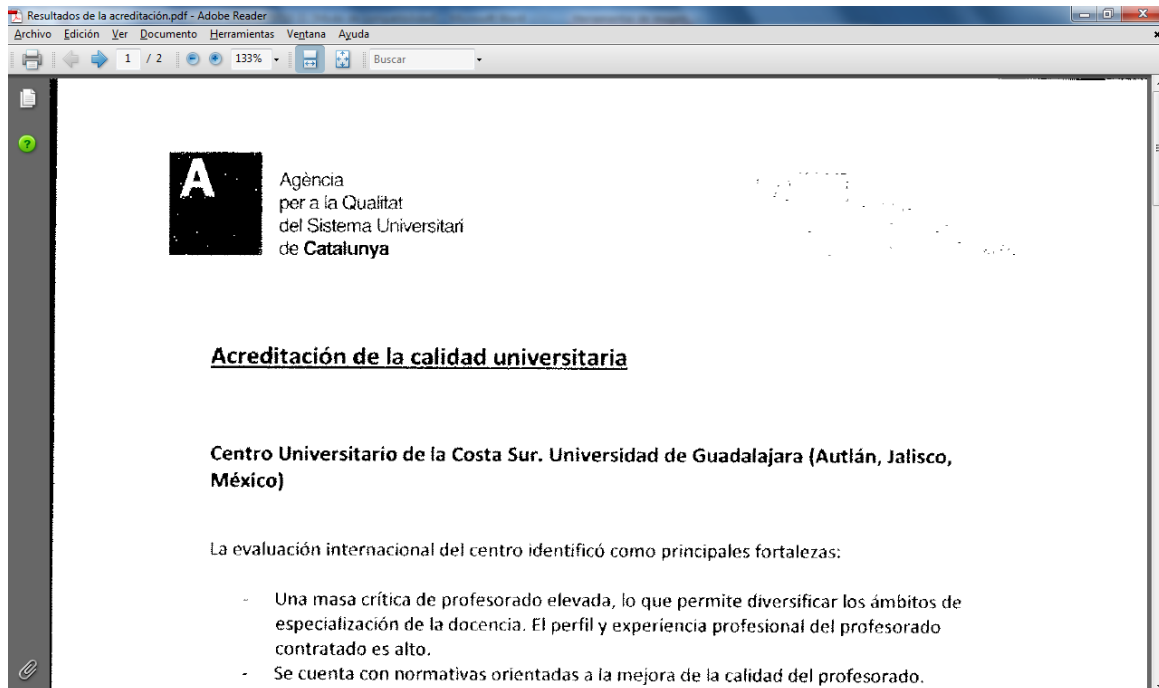 Resultados de la acreditación.pdf - Adobe Reader
Archivo Edición Ver Documento Herramientas Ventana Ayuda
1 / 2 133% Buscar
A
Agència
per a la Qualitat
del Sistema Universitari
de Catalunya
Acreditación de la calidad universitaria
Centro Universitario de la Costa Sur. Universidad de Guadalajara (Autlán, Jalisco,
México)
La evaluación internacional del centro identificó como principales fortalezas:
- Una masa crítica de profesorado elevada, lo que permite diversificar los ámbitos de
especialización de la docencia. El perfil y experiencia profesional del profesorado
contratado es alto.
- Se cuenta con normativas orientadas a la mejora de la calidad del profesorado.